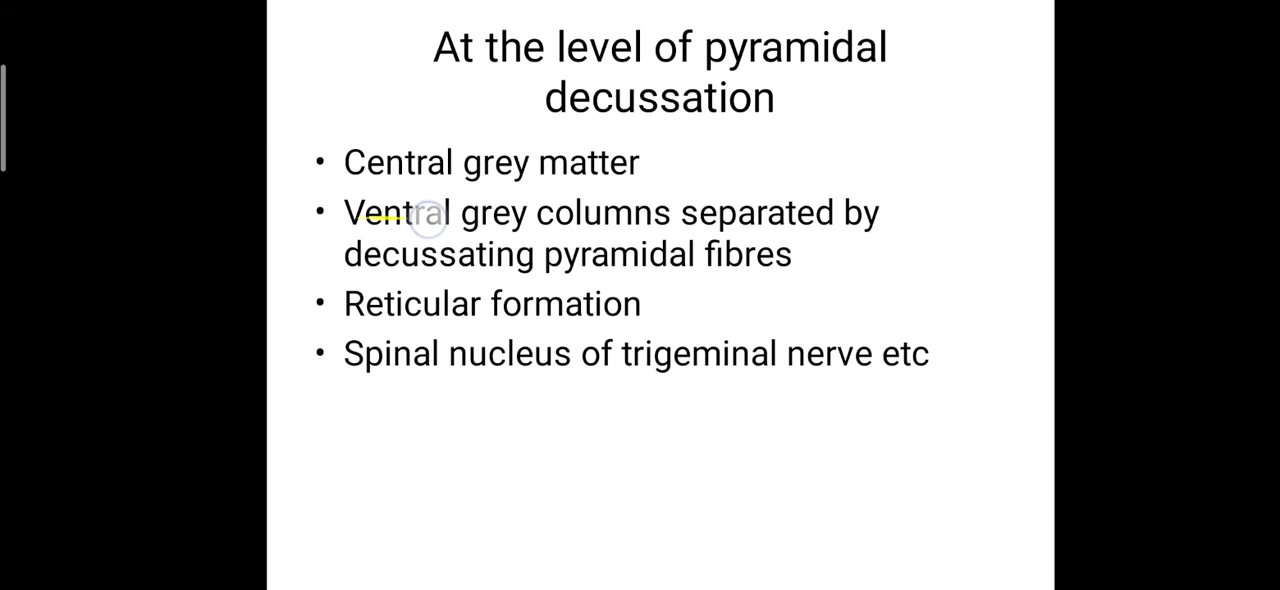 At the level of pyramidal
decussation
• Central grey matter
• Ventral grey columns separated by
decussating pyramidal fibres
• Reticular formation
• Spinal nucleus of trigeminal nerve etc